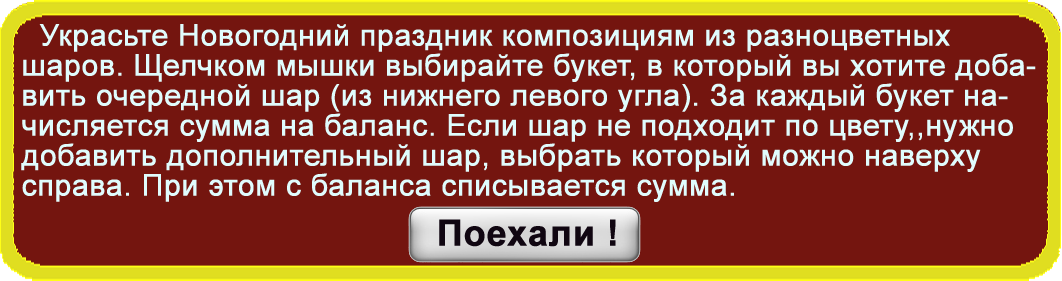 Украсьте Новогодний праздник композициям из разноцветных
шаров. Щелчком мышки выбирайте букет, в который вы хотите доба-
вить очередной шар (из нижнего левого угла). За каждый букет на-
числяется сумма на баланс. Если шар не подходит по цвету,,нужно
добавить дополнительный шар, выбрать который можно наверху
справа. При этом с баланса списывается сумма.
Поехали !